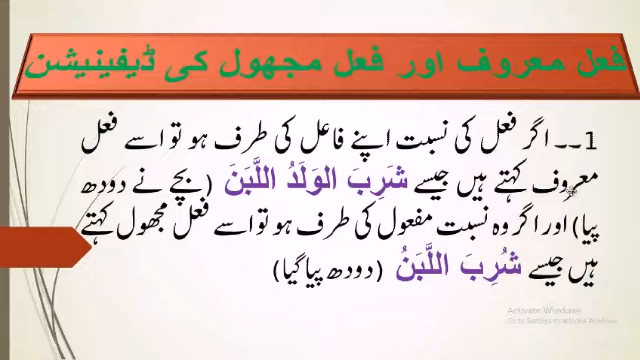 فعل معروف اور فعل مجھول کی ڈیفینیشن
1۔۔ اگر فعل کی نسبت اپنے فاعل کی طرف ہو تو اسے فعل
معروف کہتے ہیں جیسے شَرِبَ الوَلَدُ اللَّبَنَ (بچے نے دودھ
پیا) اور اگر وہ نسبت مفعول کی طرف ہو تو اسے فعل مجھول کہتے
ہیں جیسے شُرِبَ اللَّبَنُ (دودھ پیا گیا)
Activate Windows
Go to Settings to activate Windows.